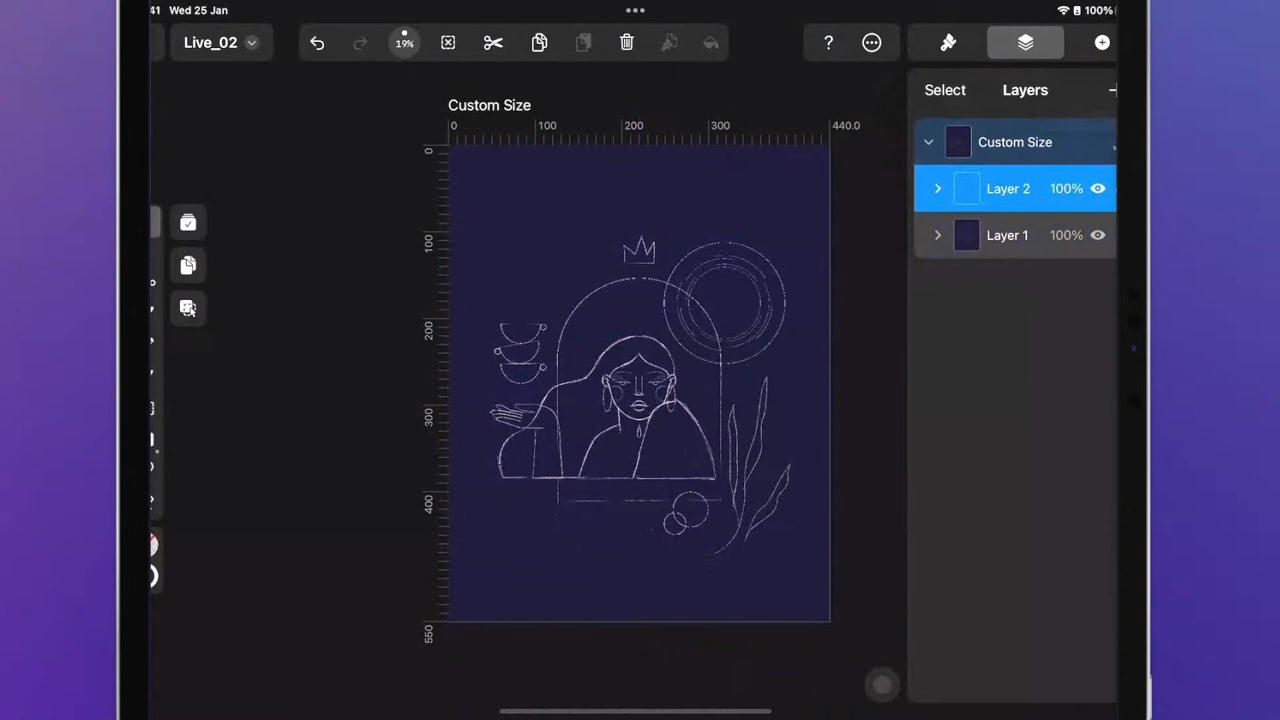 41 Wed 25 Jan
100%
Live_02
19%
?
Select Layers
Custom Size
0 100 200 300 440.0
0
100
200
300
400
550
Custom Size
Layer 2 100%
Layer 1 100%